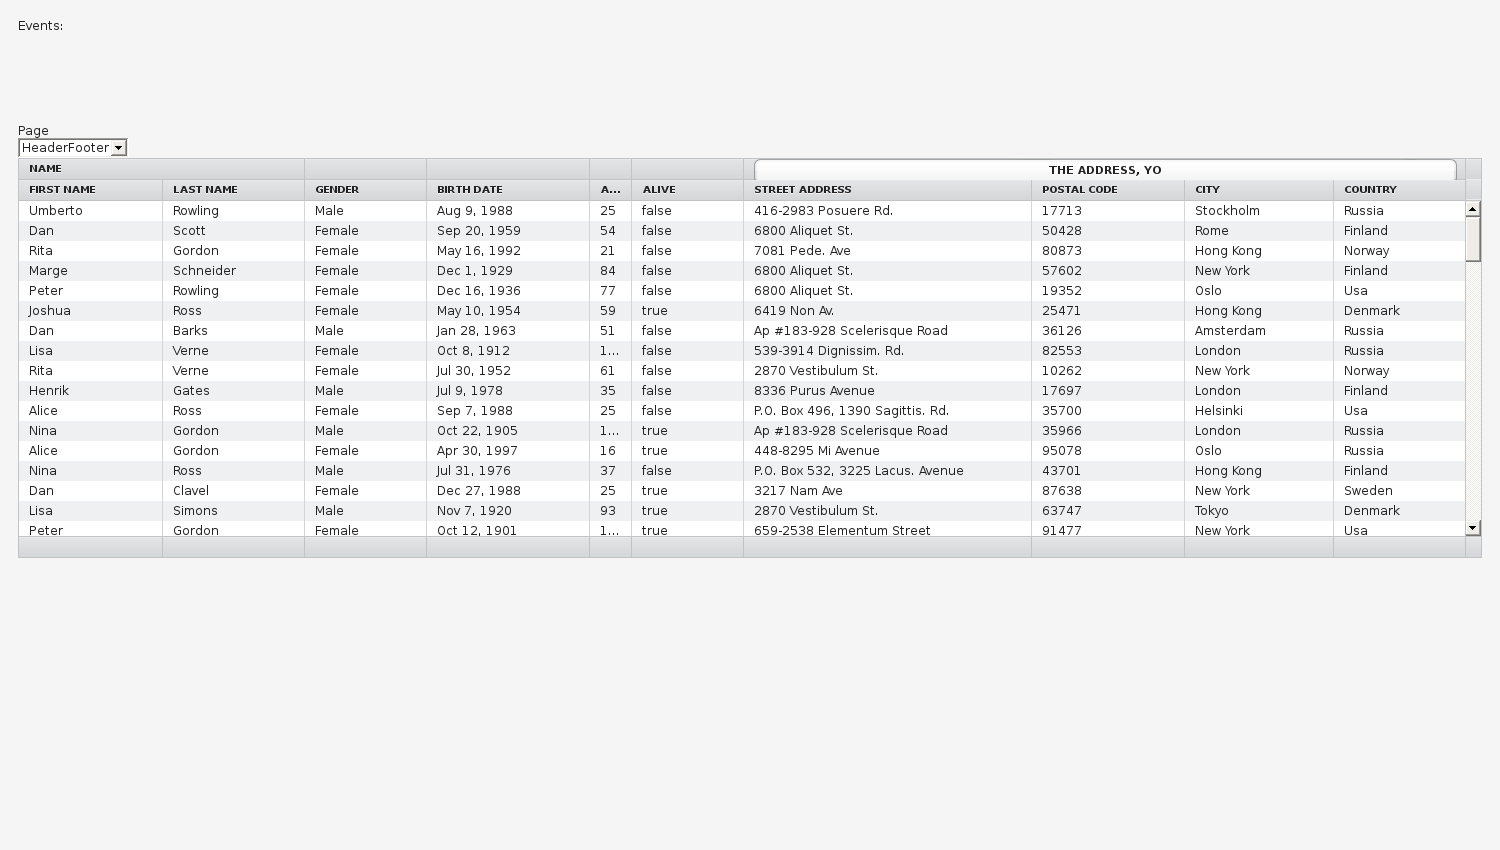 Events:
Page
HeaderFooter
NAME THE ADDRESS, YO
FIRST NAME LAST NAME GENDER BIRTH DATE A... ALIVE STREET ADDRESS POSTAL CODE CITY COUNTRY
Umberto Rowling Male Aug 9, 1988 25 false 416-2983 Posuere Rd. 17713 Stockholm Russia
Dan Scott Female Sep 20, 1959 54 false 6800 Aliquet St. 50428 Rome Finland
Rita Gordon Female May 16, 1992 21 false 7081 Pede. Ave 80873 Hong Kong Norway
Marge Schneider Female Dec 1, 1929 84 false 6800 Aliquet St. 57602 New York Finland
Peter Rowling Female Dec 16, 1936 77 false 6800 Aliquet St. 19352 Oslo Usa
Joshua Ross Female May 10, 1954 59 true 6419 Non Av. 25471 Hong Kong Denmark
Dan Barks Male Jan 28, 1963 51 false Ap #183-928 Scelerisque Road 36126 Amsterdam Russia
Lisa Verne Female Oct 8, 1912 1... false 539-3914 Dignissim. Rd. 82553 London Russia
Rita Verne Female Jul 30, 1952 61 false 2870 Vestibulum St. 10262 New York Norway
Henrik Gates Male Jul 9, 1978 35 false 8336 Purus Avenue 17697 London Finland
Alice Ross Female Sep 7, 1988 25 false P.O. Box 496, 1390 Sagittis. Rd. 35700 Helsinki Usa
Nina Gordon Male Oct 22, 1905 1... true Ap #183-928 Scelerisque Road 35966 London Russia
Alice Gordon Female Apr 30, 1997 16 true 448-8295 Mi Avenue 95078 Oslo Russia
Nina Ross Male Jul 31, 1976 37 false P.O. Box 532, 3225 Lacus. Avenue 43701 Hong Kong Finland
Dan Clavel Female Dec 27, 1988 25 true 3217 Nam Ave 87638 New York Sweden
Lisa Simons Male Nov 7, 1920 93 true 2870 Vestibulum St. 63747 Tokyo Denmark
Peter Gordon Female Oct 12, 1901 1... true 659-2538 Elementum Street 91477 New York Usa